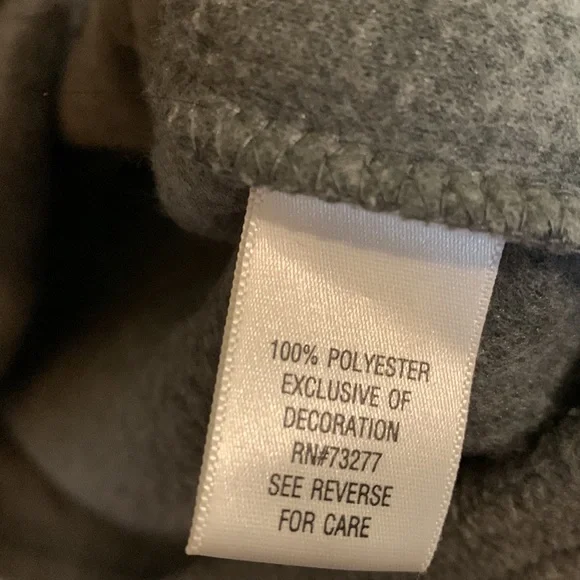 100% POLYESTER
EXCLUSIVE OF
DECORATION
RN#73277
SEE REVERSE
FOR CARE